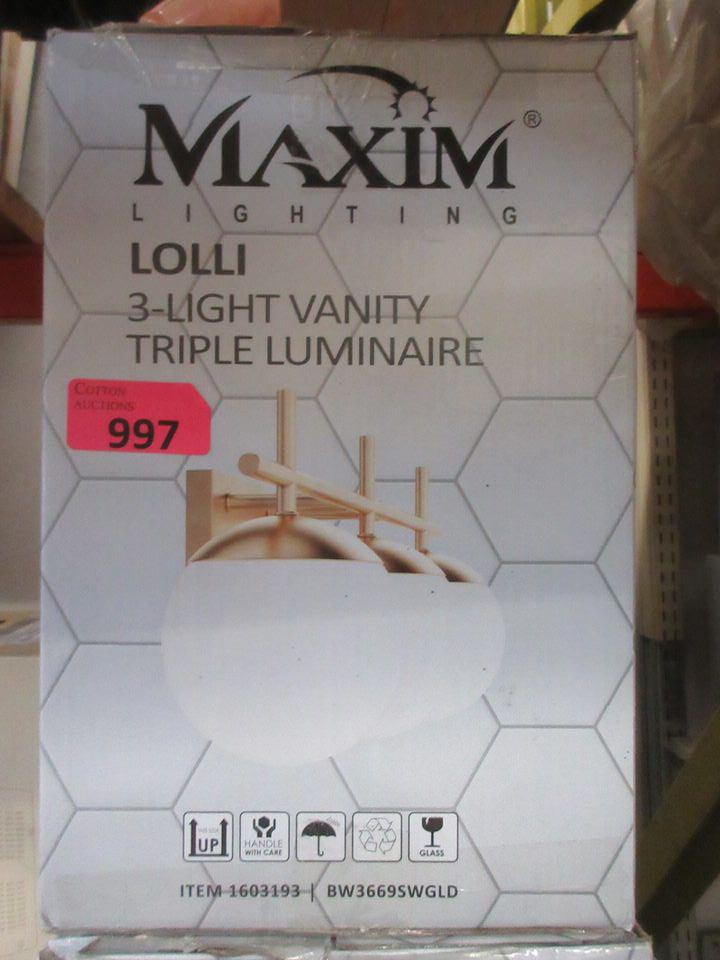 MAXIM®
LIGHTING
LOLLI
3-LIGHT VANITY
TRIPLE LUMINAIRE
COTTON
AUCTIONS
997
UP
HANDLE
WITH CARE
GLASS
ITEM 1603193 | BW3669SWGLD